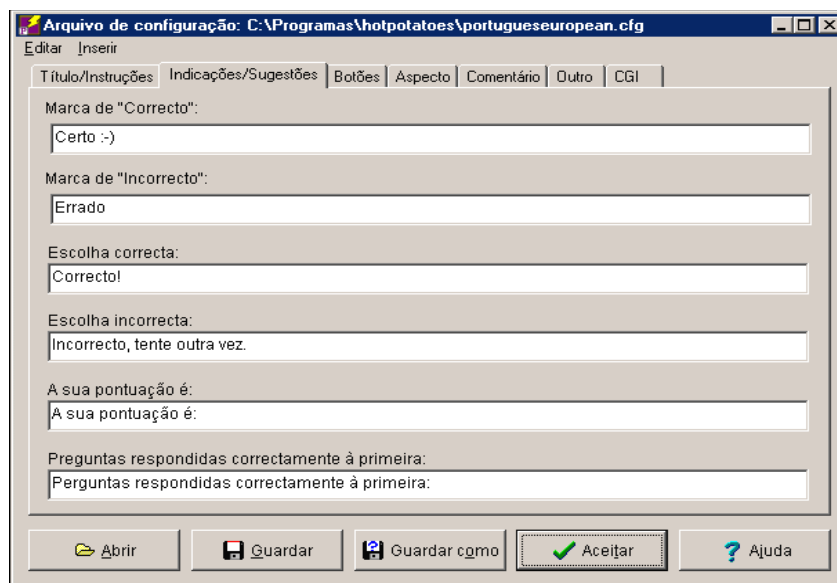 Arquivo de configuração: C:\Programas\hotpotatoes\portugueseuropean.cfg
Editar Inserir
Título/Instruções Indicações/Sugestões Botões Aspecto Comentário Outro CGI
Marca de "Correcto":
Certo :-)
Marca de "Incorrecto":
Errado
Escolha correcta:
Correcto!
Escolha incorrecta:
Incorrecto, tente outra vez.
A sua pontuação é:
A sua pontuação é:
Preguntas respondidas correctamente à primeira:
Perguntas respondidas correctamente à primeira:
Abrir Guardar Guardar como Aceitar Ajuda